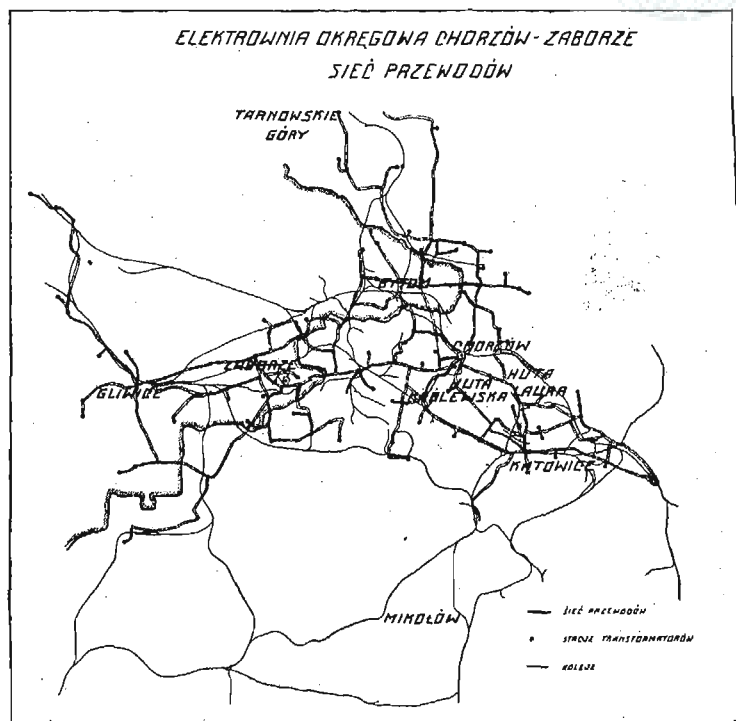 ELEKTROWNIA OKRĘGOWA CHORZÓW-ZABORZE
SIEĆ PRZEWODÓW
TARNOWSKIE
GÓRY
BYTOM
CHORZÓW
ZABORZE
HUTA
LAURA
GLIWICE
HUTA
KRÓLEWSKA
KATOWICE
MIKOŁÓW
SIEĆ PRZEWODÓW
STACJE TRANSFORMATORÓW
KOLEJE